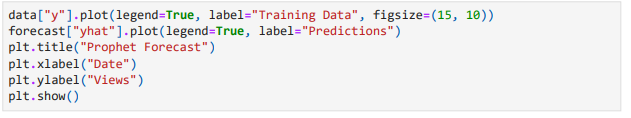 data["y"].plot(legend=True, label="Training Data", figsize=(15, 10))
forecast["yhat"].plot(legend=True, label="Predictions")
plt.title("Prophet Forecast")
plt.xlabel("Date")
plt.ylabel("Views")
plt.show()